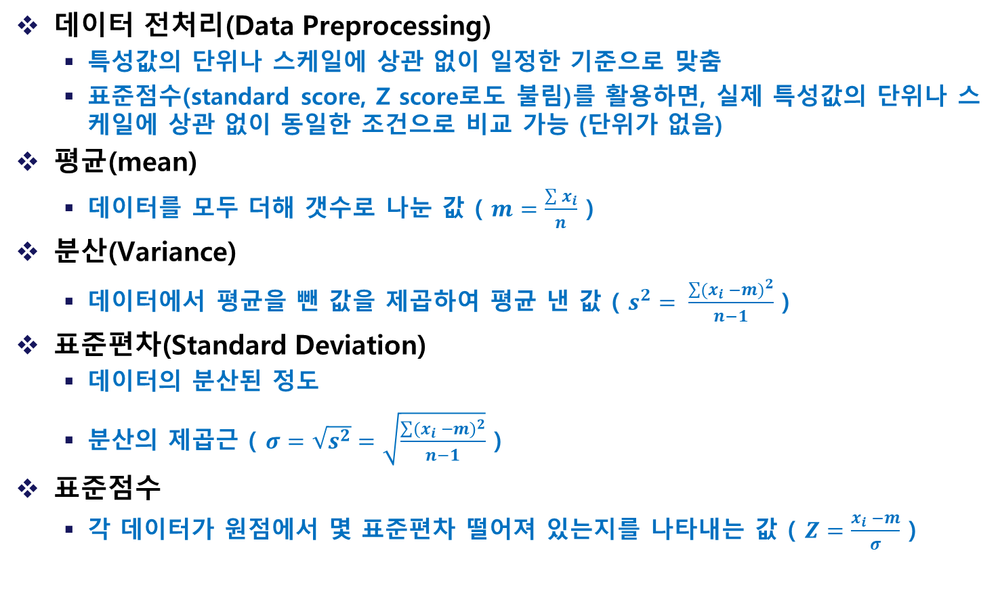 ❖ 데이터 전처리(Data Preprocessing)
▪ 특성값의 단위나 스케일에 상관 없이 일정한 기준으로 맞춤
▪ 표준점수(standard score, Z score로도 불림)를 활용하면, 실제 특성값의 단위나 스
케일에 상관 없이 동일한 조건으로 비교 가능 (단위가 없음)
❖ 평균(mean)
▪ 데이터를 모두 더해 갯수로 나눈 값 ( $m = \frac{\sum x_i}{n}$ )
❖ 분산(Variance)
▪ 데이터에서 평균을 뺀 값을 제곱하여 평균 낸 값 ( $s^2 = \frac{\sum (x_i - m)^2}{n-1}$ )
❖ 표준편차(Standard Deviation)
▪ 데이터의 분산된 정도
▪ 분산의 제곱근 ( $\sigma = \sqrt{s^2} = \sqrt{\frac{\sum (x_i - m)^2}{n-1}}$ )
❖ 표준점수
▪ 각 데이터가 원점에서 몇 표준편차 떨어져 있는지를 나타내는 값 ( $Z = \frac{x_i - m}{\sigma}$ )